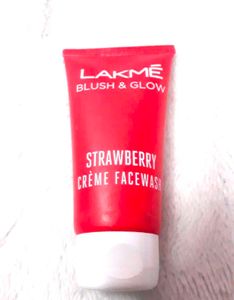 LAKMÉ
BLUSH & GLOW
STRAWBERRY
CRÈME FACEWASH